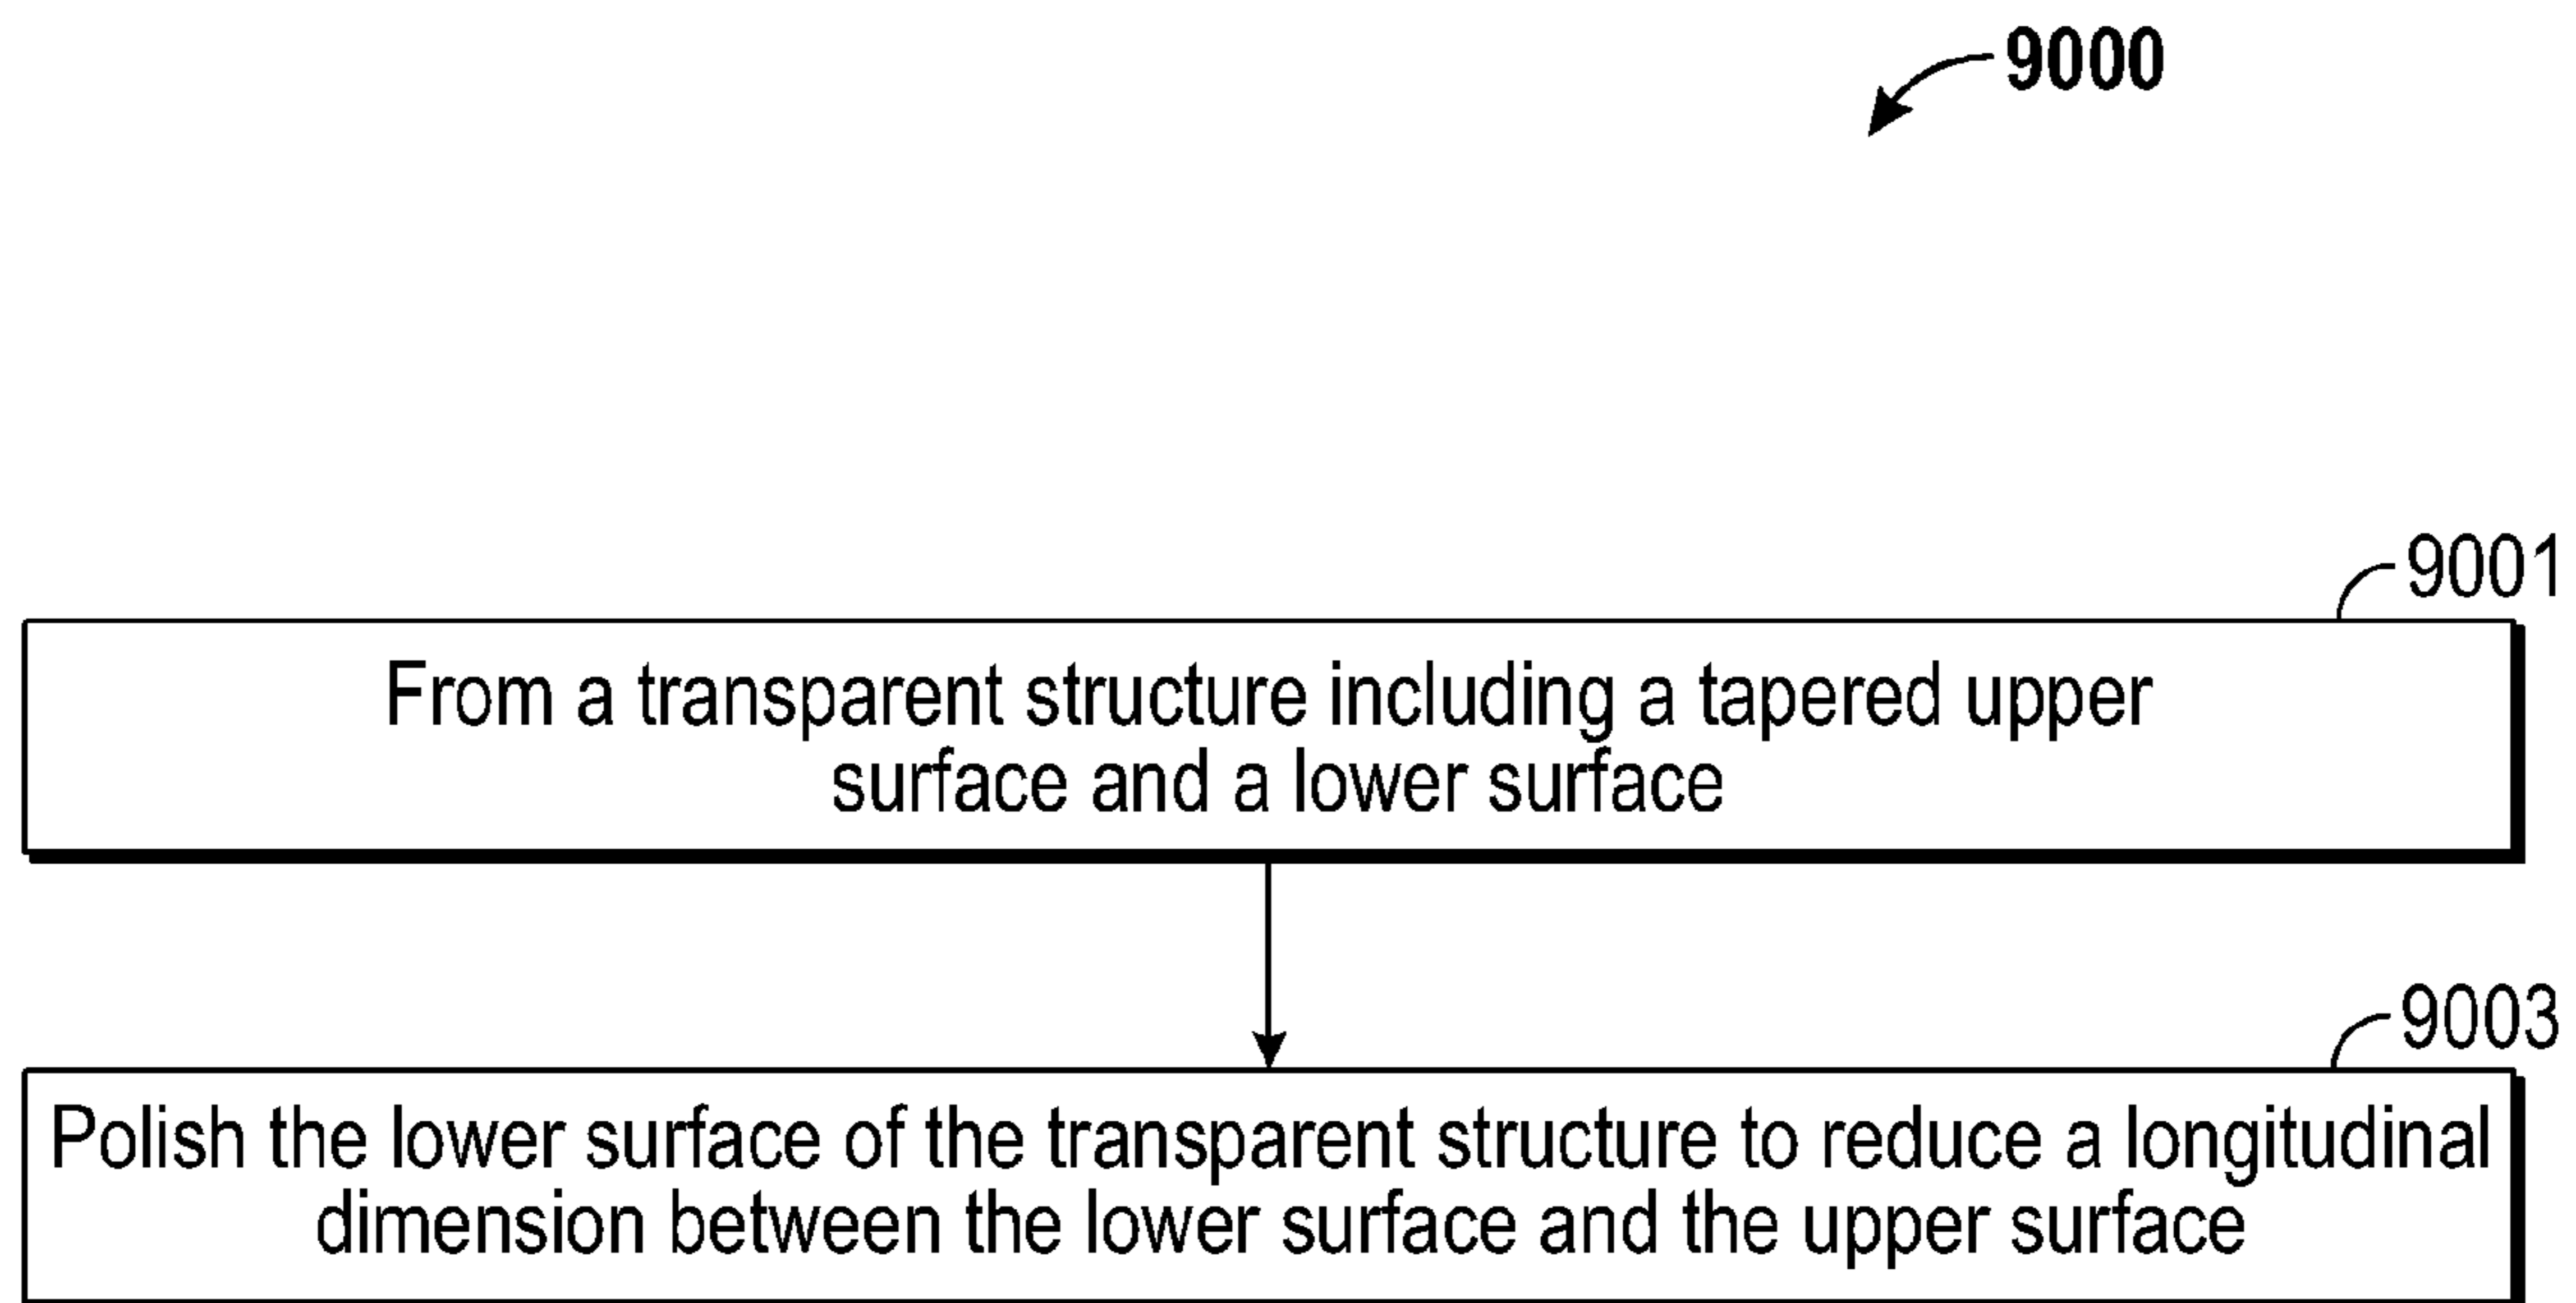 9000
9001
From a transparent structure including a tapered upper
surface and a lower surface
9003
Polish the lower surface of the transparent structure to reduce a longitudinal
dimension between the lower surface and the upper surface